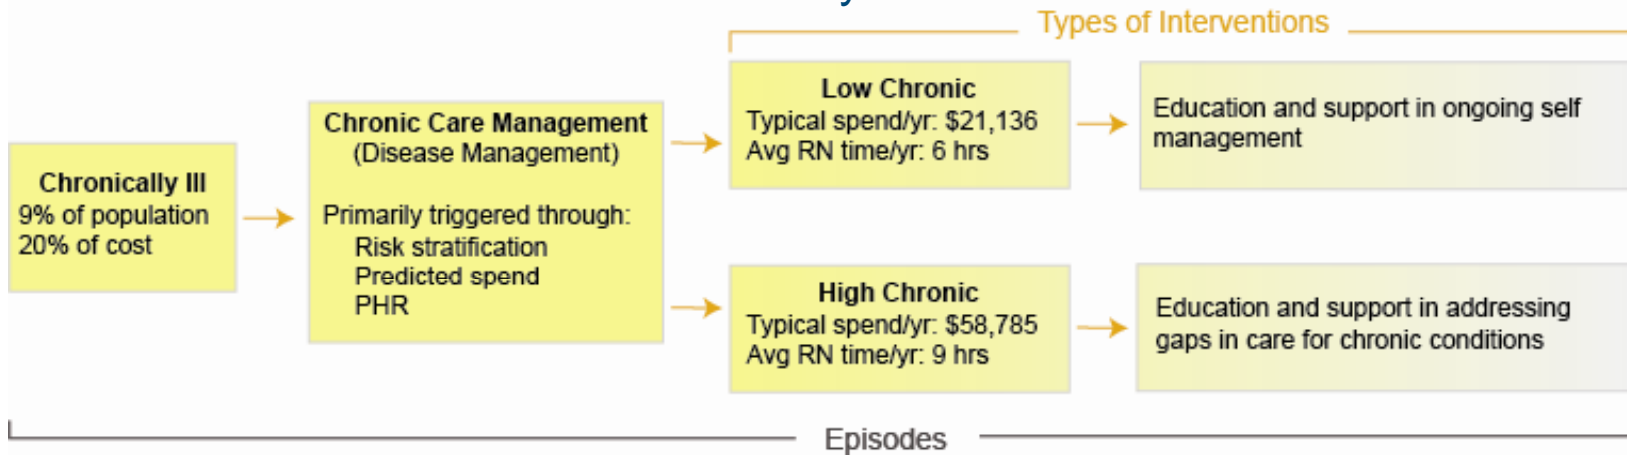 Types of Interventions
Chronically Ill
9% of population
20% of cost
Chronic Care Management
(Disease Management)
Primarily triggered through:
Risk stratification
Predicted spend
PHR
Low Chronic
Typical spend/yr: $21,136
Avg RN time/yr: 6 hrs
Education and support in ongoing self
management
High Chronic
Typical spend/yr: $58,785
Avg RN time/yr: 9 hrs
Education and support in addressing
gaps in care for chronic conditions
Episodes